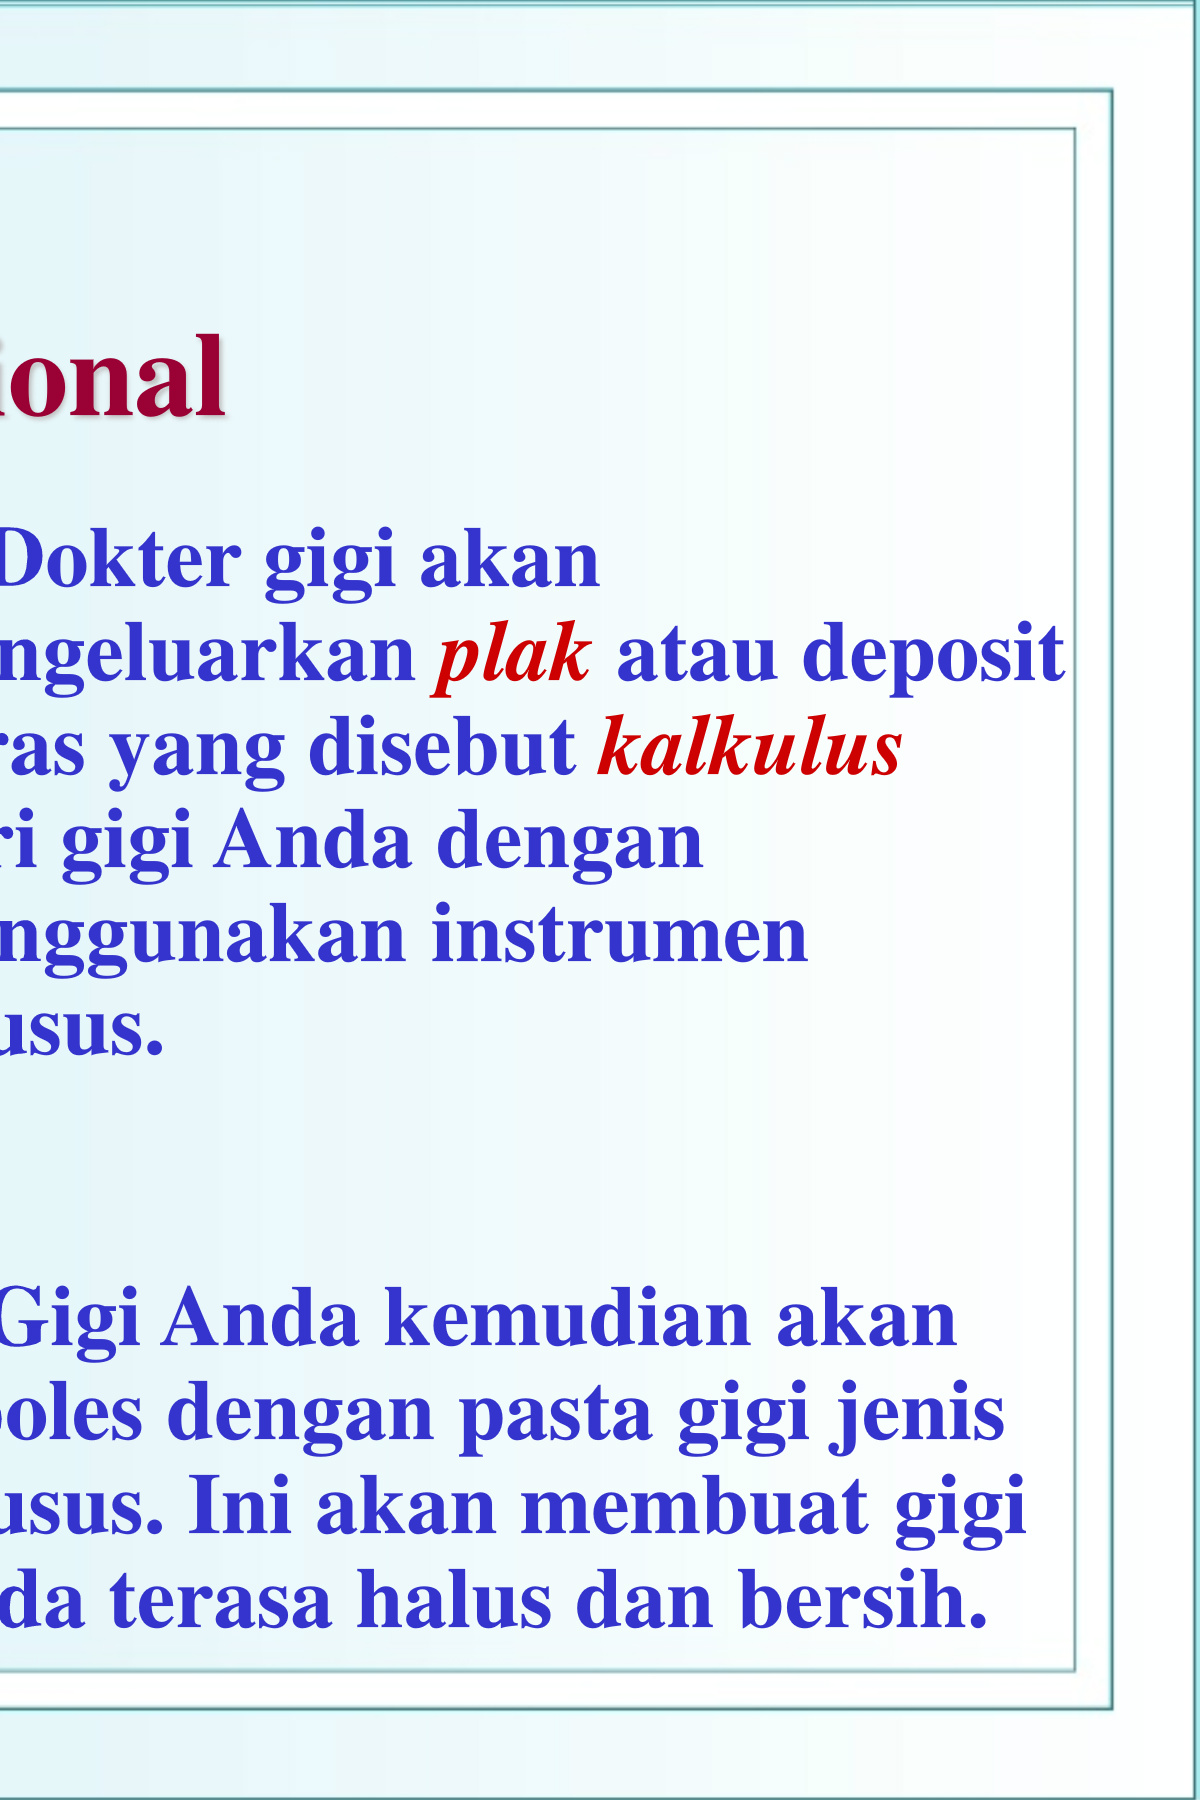 ional
Dokter gigi akan
ngeluarkan plak atau deposit
ras yang disebut kalkulus
ri gigi Anda dengan
nggunakan instrumen
usus.
Gigi Anda kemudian akan
poles dengan pasta gigi jenis
usus. Ini akan membuat gigi
da terasa halus dan bersih.